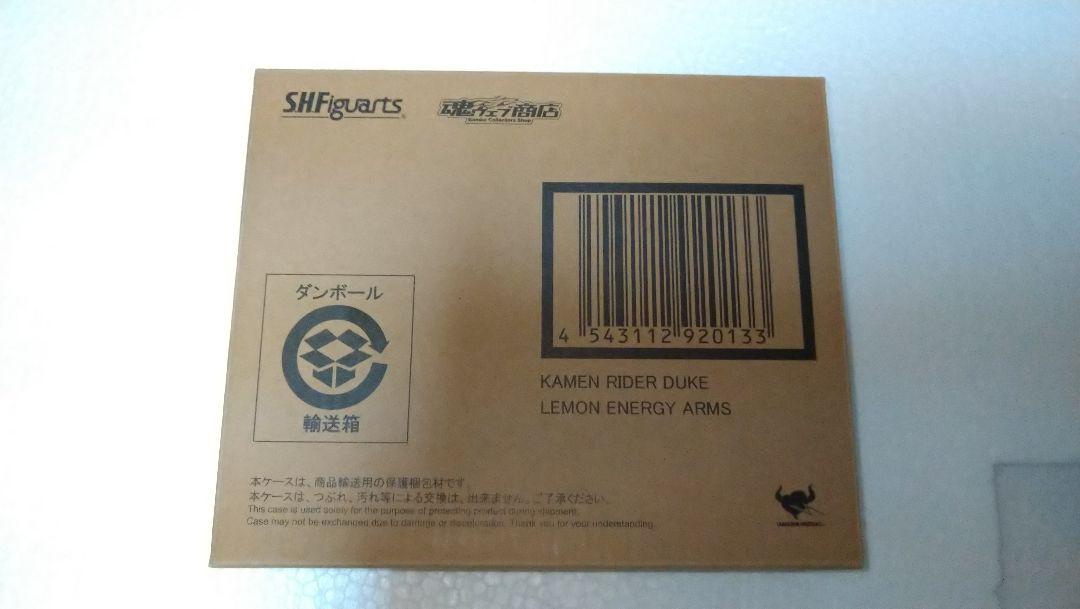 S.H.Figuarts
魂ウェブ商店
ダンボール
輸送箱
4 543112 920133
KAMEN RIDER DUKE
LEMON ENERGY ARMS
本ケースは、商品輸送用の保護梱包材です。
本ケースは、つぶれ、汚れ等による交換は、出来ません。ご了承ください。
This case is used solely for the purpose of protecting product during shipment.
Case may not be exchanged due to damage or discoloration. Thank you for your understanding.